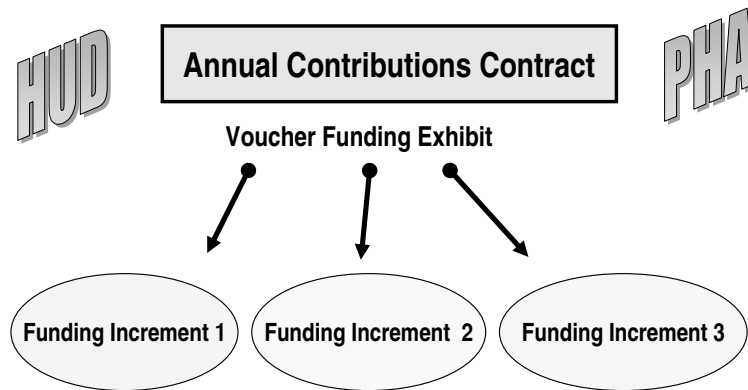 HUD
Annual Contributions Contract
PHA
Voucher Funding Exhibit
Funding Increment 1
Funding Increment 2
Funding Increment 3